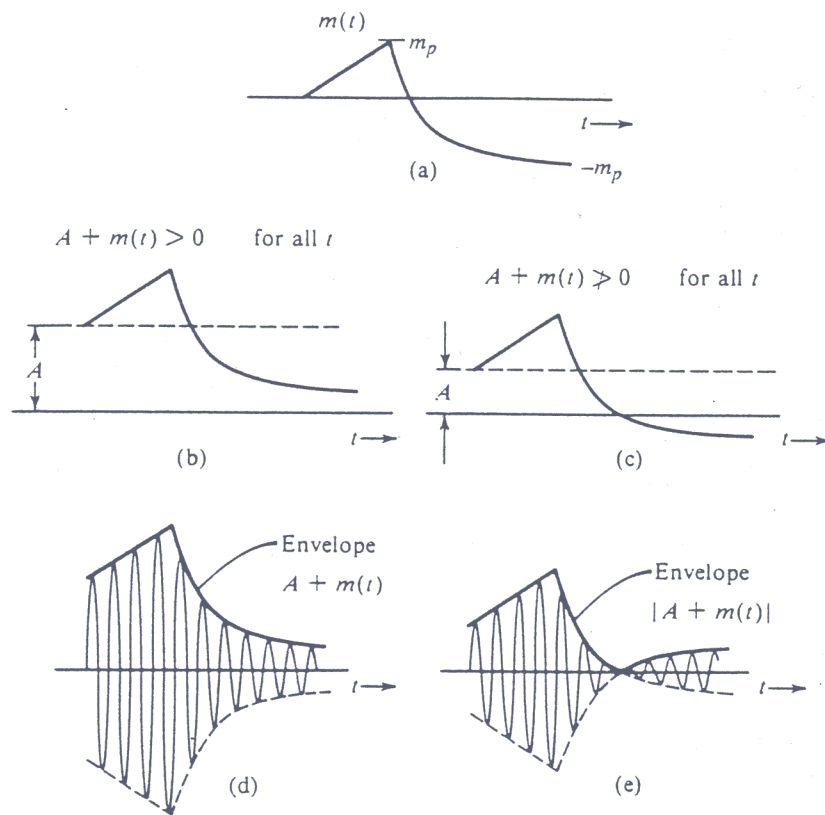 m(t)
m_p
t
−m_p
(a)
A + m(t) > 0 for all t
A
t
(b)
A + m(t) ≯ 0 for all t
A
t
(c)
Envelope
A + m(t)
t
(d)
Envelope
|A + m(t)|
t
(e)